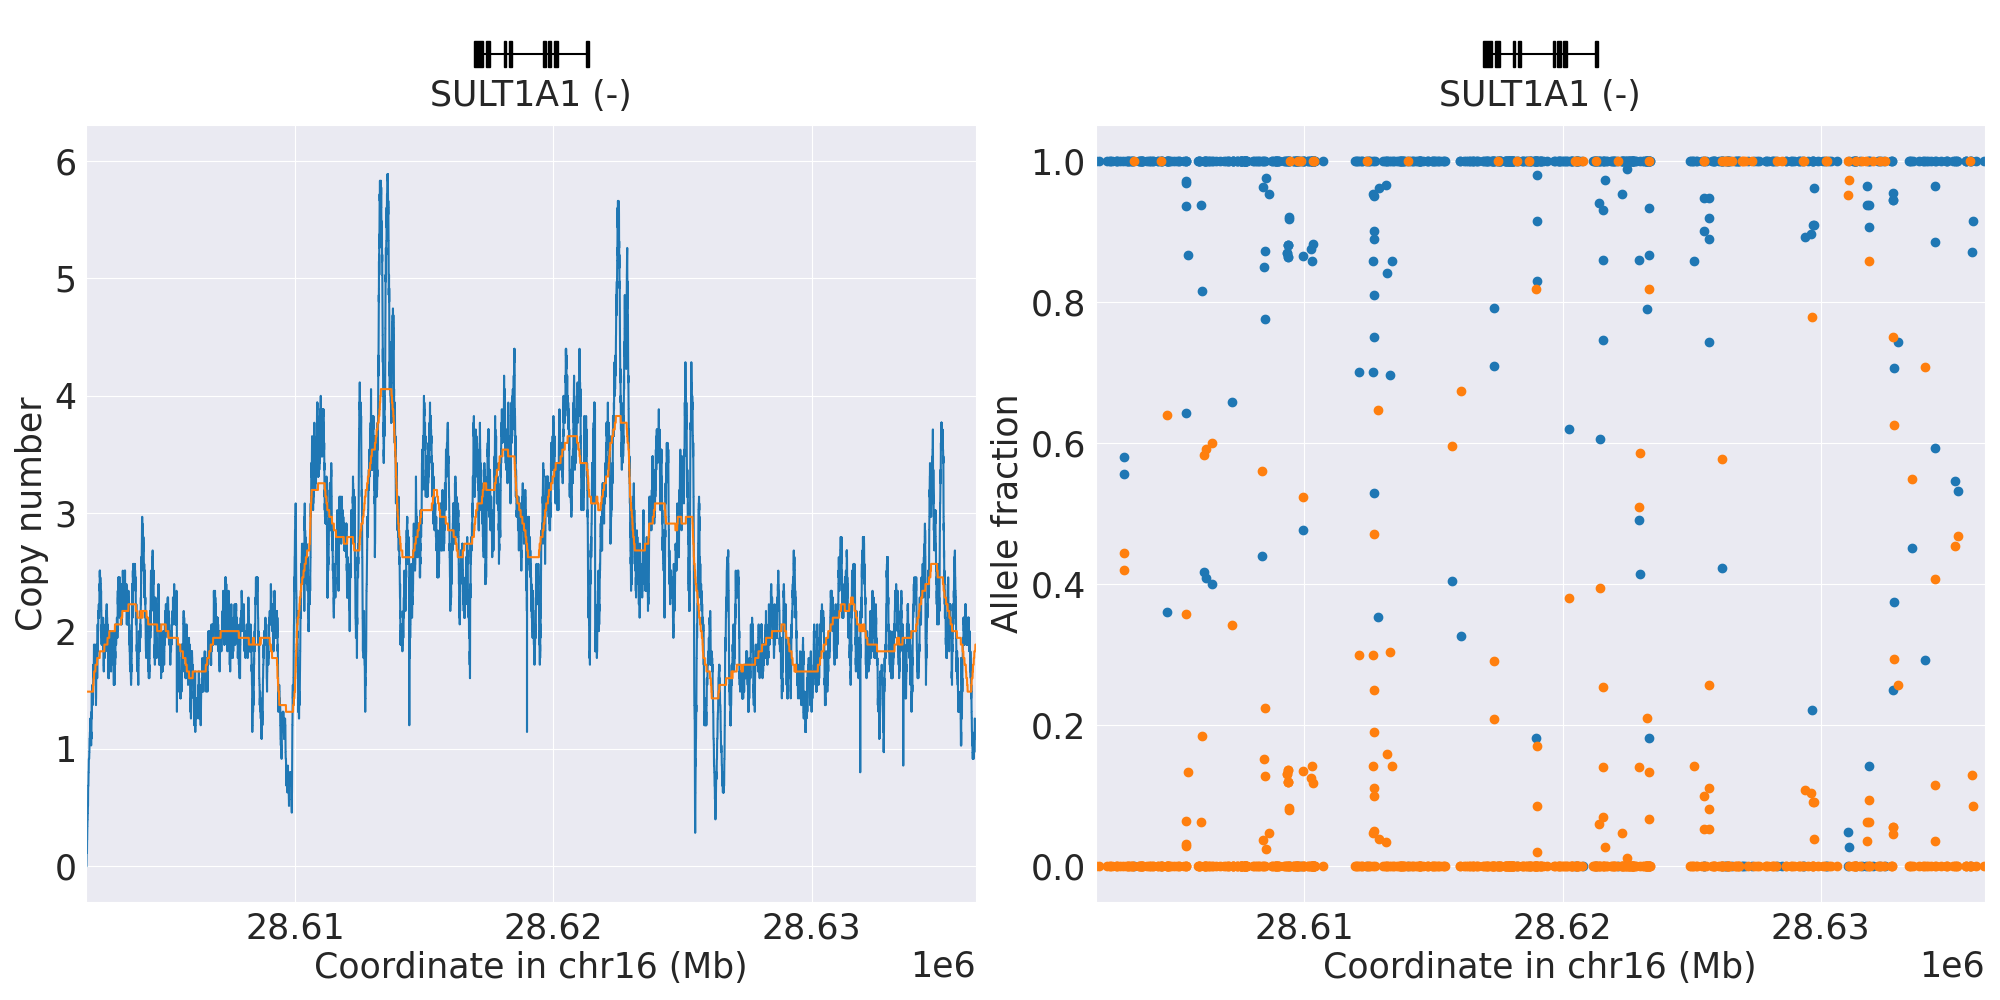 SULT1A1 (-)
6
5
4
3
2
1
0
Copy number
28.61
28.62
28.63
Coordinate in chr16 (Mb)
1e6
SULT1A1 (-)
1.0
0.8
0.6
0.4
0.2
0.0
Allele fraction
28.61
28.62
28.63
Coordinate in chr16 (Mb)
1e6